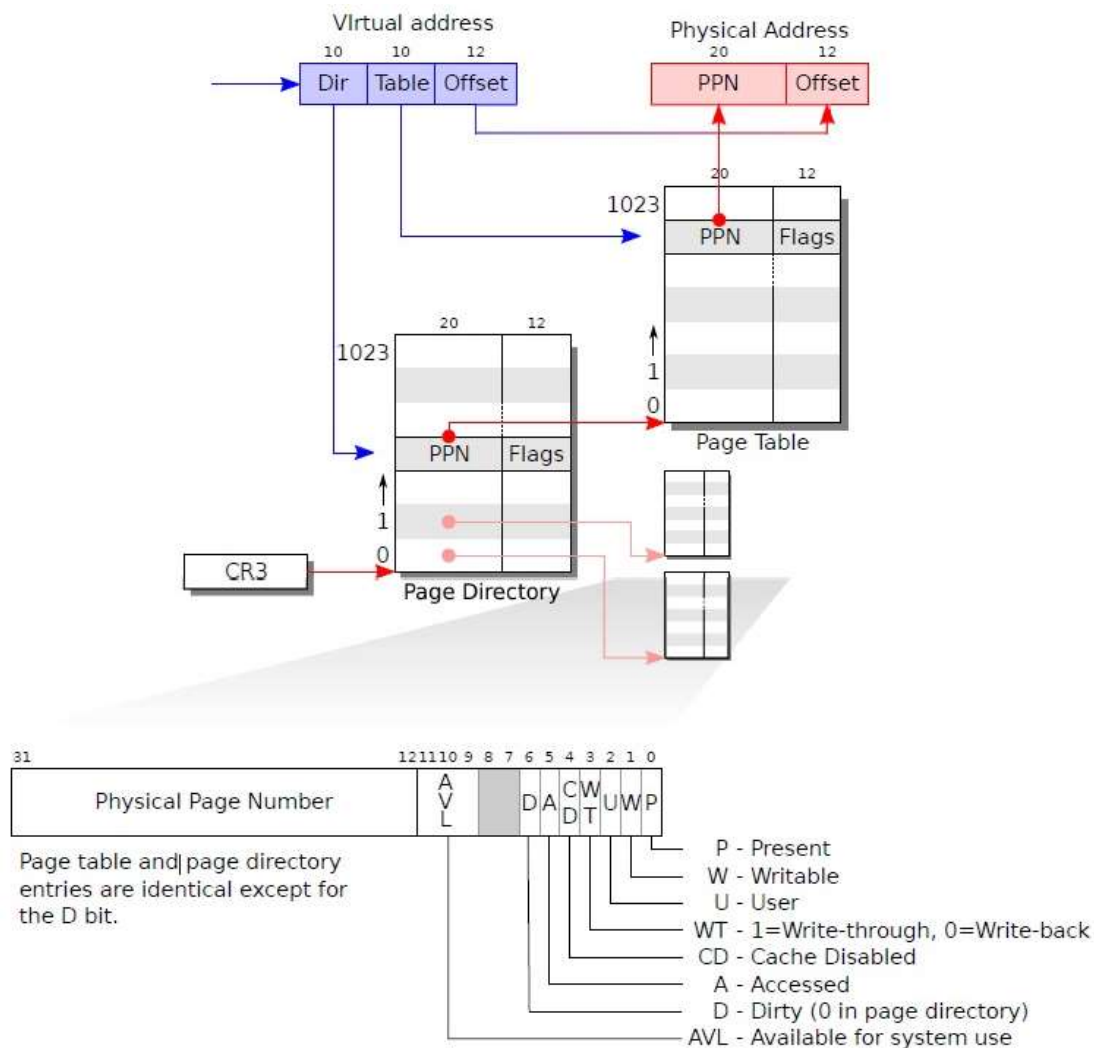 VIrtual address
10 10 12
Dir Table Offset
Physical Address
20 12
PPN Offset
20 12
1023
PPN Flags
1
0
Page Table
20 12
1023
PPN Flags
1
0
CR3
Page Directory
31 12 11 10 9 8 7 6 5 4 3 2 1 0
Physical Page Number AVL D A CD WT U W P
Page table and page directory
entries are identical except for
the D bit.
P - Present
W - Writable
U - User
WT - 1=Write-through, 0=Write-back
CD - Cache Disabled
A - Accessed
D - Dirty (0 in page directory)
AVL - Available for system use